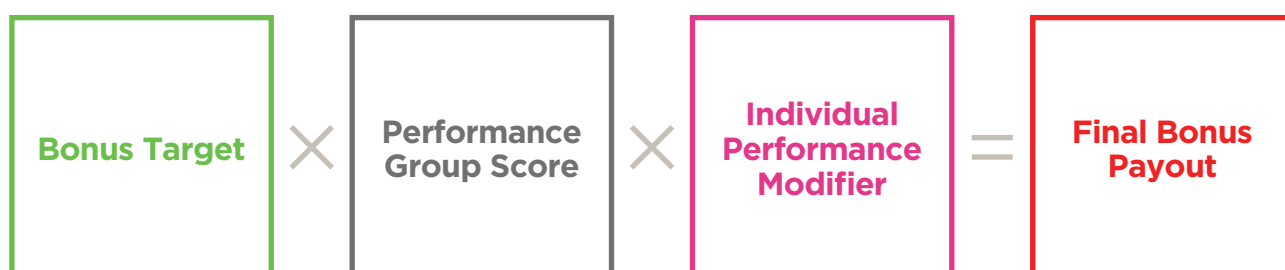 Bonus Target
×
Performance
Group Score
×
Individual
Performance
Modifier
=
Final Bonus
Payout